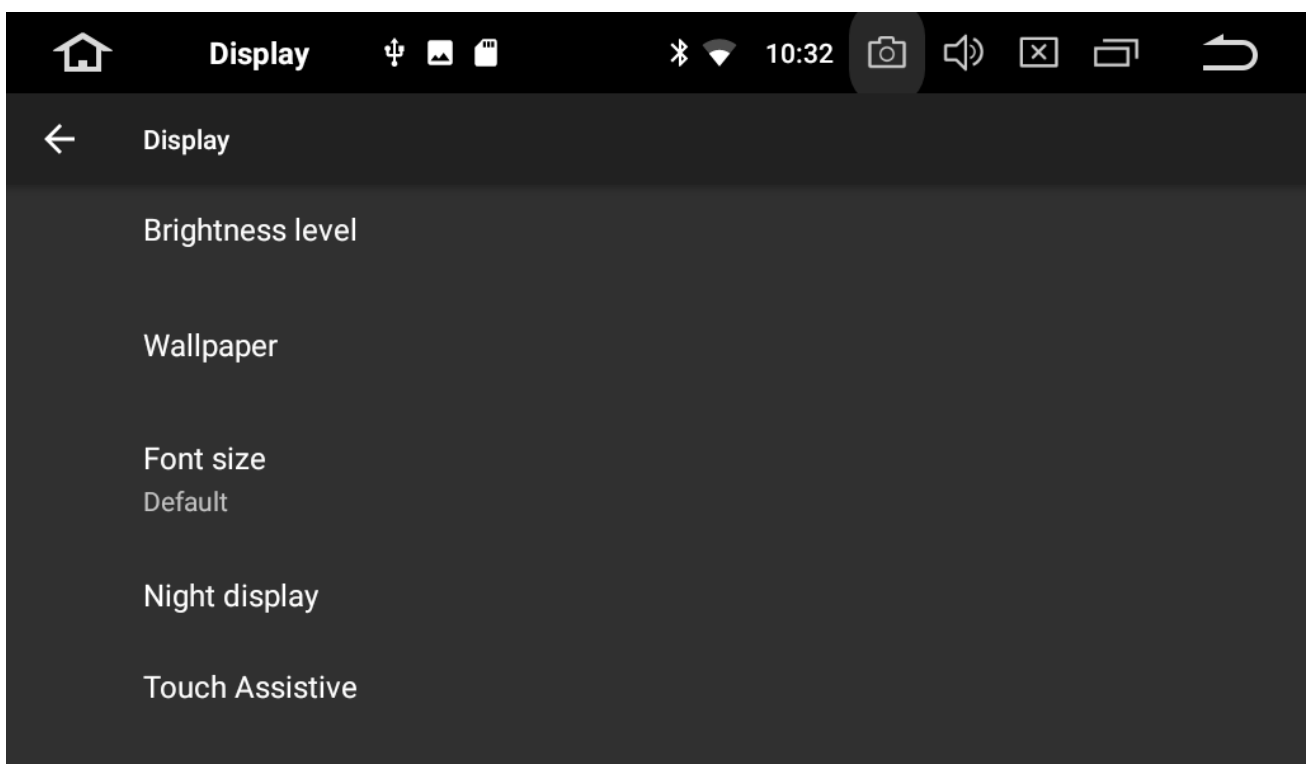 Display
10:32
Display
Brightness level
Wallpaper
Font size
Default
Night display
Touch Assistive